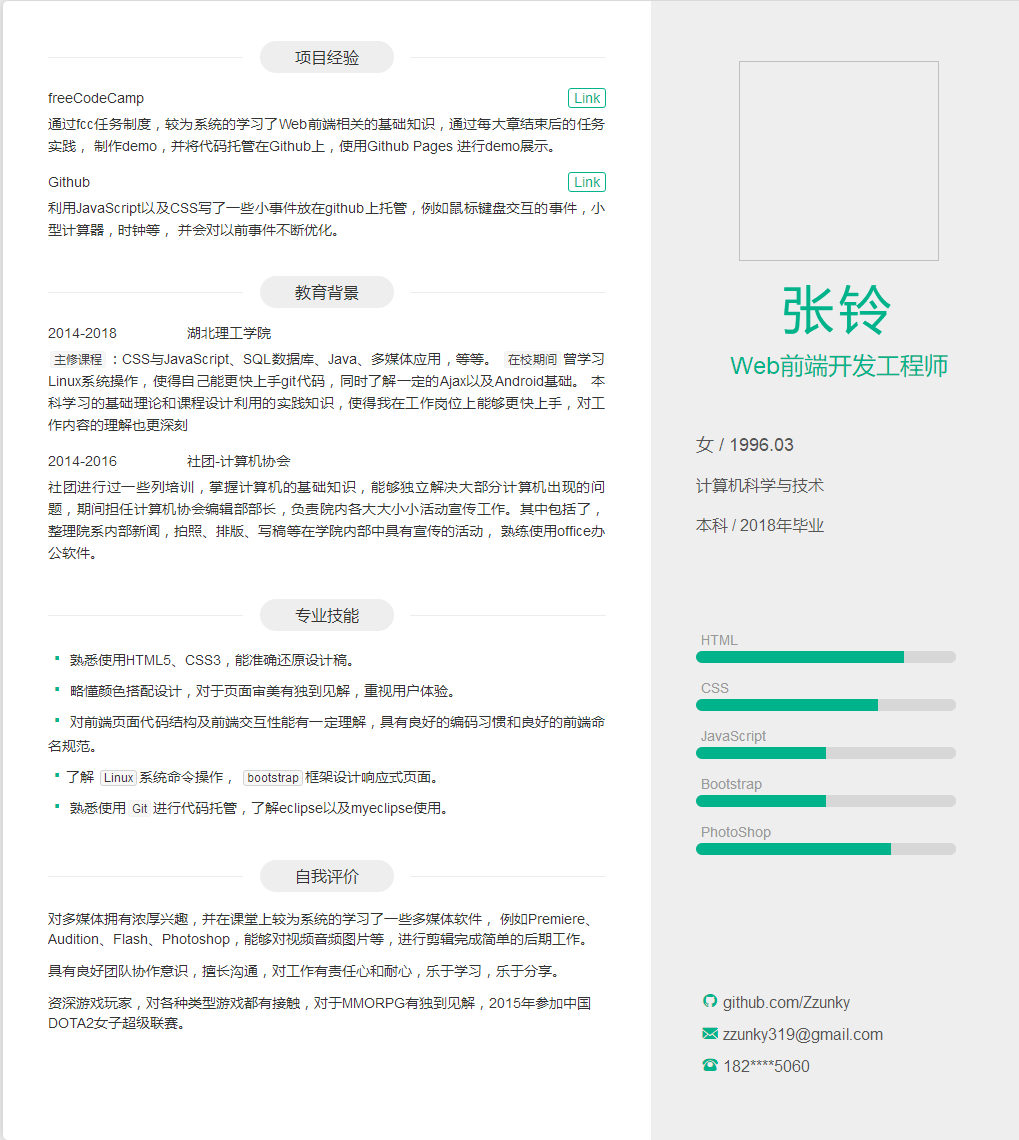 项目经验
freeCodeCamp Link
通过fcc任务制度，较为系统的学习了Web前端相关的基础知识，通过每大章结束后的任务
实践， 制作demo，并将代码托管在Github上，使用Github Pages 进行demo展示。
Github Link
利用JavaScript以及CSS写了一些小事件放在github上托管，例如鼠标键盘交互的事件，小
型计算器，时钟等， 并会对以前事件不断优化。
教育背景
2014-2018 湖北理工学院
主修课程 ：CSS与JavaScript、SQL数据库、Java、多媒体应用，等等。 在校期间 曾学习
Linux系统操作，使得自己能更快上手git代码，同时了解一定的Ajax以及Android基础。 本
科学习的基础理论和课程设计利用的实践知识，使得我在工作岗位上能够更快上手，对工
作内容的理解也更深刻
2014-2016 社团-计算机协会
社团进行过一些列培训，掌握计算机的基础知识，能够独立解决大部分计算机出现的问
题，期间担任计算机协会编辑部部长，负责院内各大大小小活动宣传工作。其中包括了，
整理院系内部新闻，拍照、排版、写稿等在学院内部中具有宣传的活动， 熟练使用office办
公软件。
专业技能
熟悉使用HTML5、CSS3，能准确还原设计稿。
略懂颜色搭配设计，对于页面审美有独到见解，重视用户体验。
对前端页面代码结构及前端交互性能有一定理解，具有良好的编码习惯和良好的前端命
名规范。
了解 Linux 系统命令操作， bootstrap 框架设计响应式页面。
熟悉使用 Git 进行代码托管，了解eclipse以及myeclipse使用。
自我评价
对多媒体拥有浓厚兴趣，并在课堂上较为系统的学习了一些多媒体软件， 例如Premiere、
Audition、Flash、Photoshop，能够对视频音频图片等，进行剪辑完成简单的后期工作。
具有良好团队协作意识，擅长沟通，对工作有责任心和耐心，乐于学习，乐于分享。
资深游戏玩家，对各种类型游戏都有接触，对于MMORPG有独到见解，2015年参加中国
DOTA2女子超级联赛。
张铃
Web前端开发工程师
女 / 1996.03
计算机科学与技术
本科 / 2018年毕业
HTML
CSS
JavaScript
Bootstrap
PhotoShop
github.com/Zzunky
zzunky319@gmail.com
182****5060